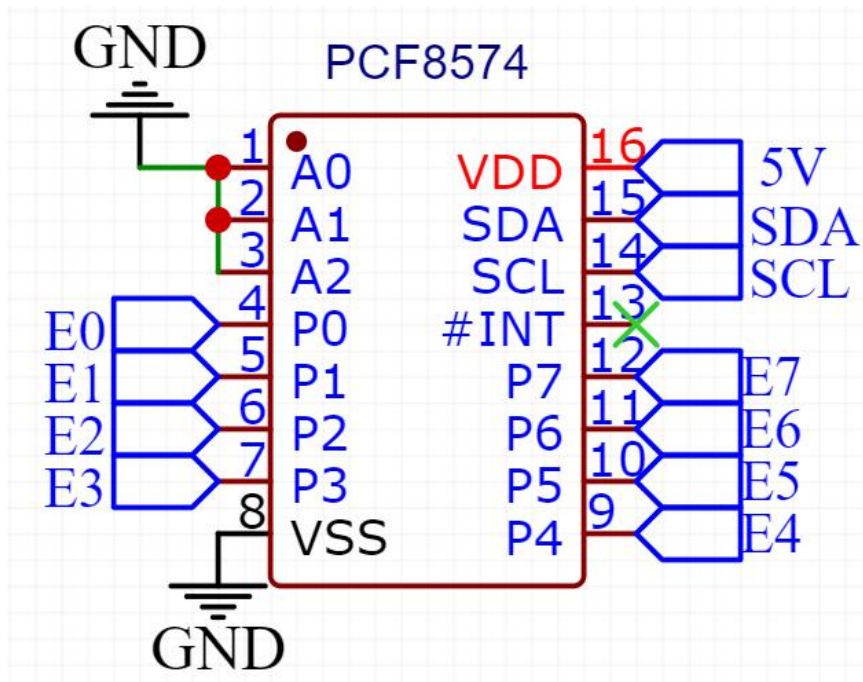 GND
PCF8574
1 A0 VDD 16 5V
2 A1 SDA 15 SDA
3 A2 SCL 14 SCL
E0 4 P0 #INT 13
E1 5 P1 P7 12 E7
E2 6 P2 P6 11 E6
E3 7 P3 P5 10 E5
8 VSS P4 9 E4
GND